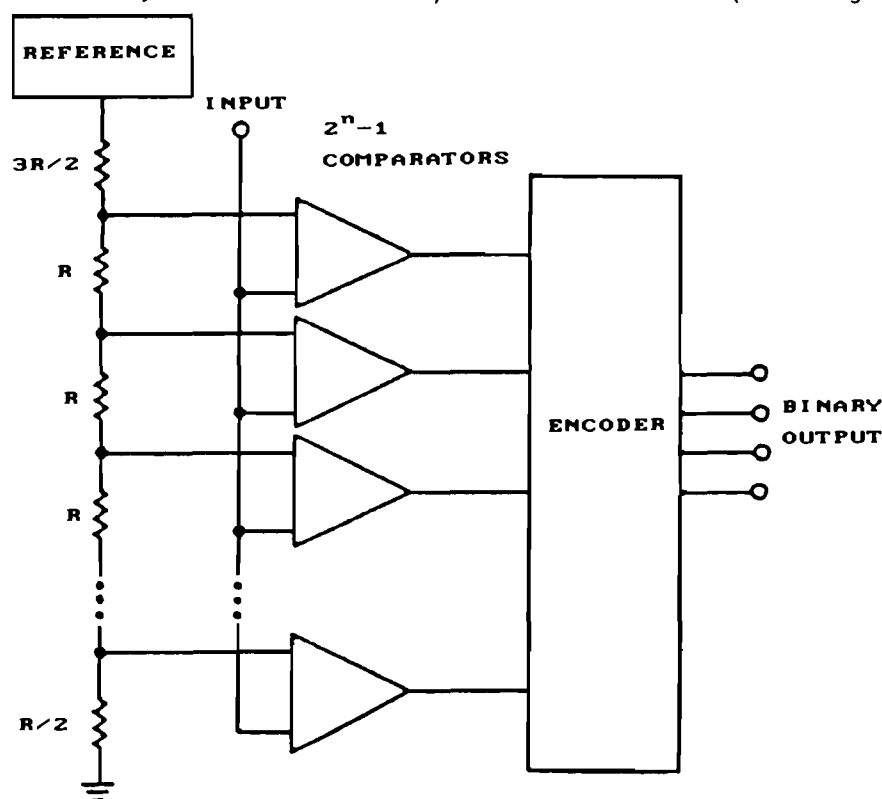 REFERENCE
INPUT
2ⁿ-1
COMPARATORS
3R/2
R
R
ENCODER
BINARY
OUTPUT
R
R/2